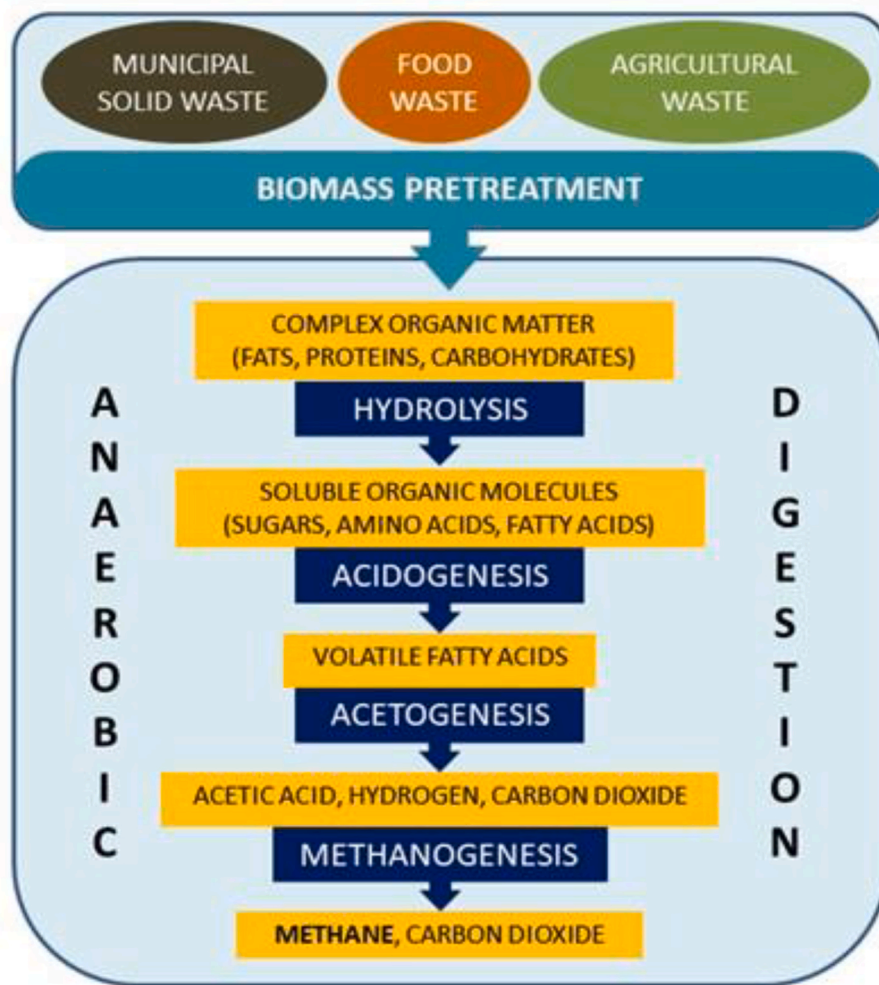 MUNICIPAL
SOLID WASTE
FOOD
WASTE
AGRICULTURAL
WASTE
BIOMASS PRETREATMENT
ANAEROBIC
DIGESTION
COMPLEX ORGANIC MATTER
(FATS, PROTEINS, CARBOHYDRATES)
HYDROLYSIS
SOLUBLE ORGANIC MOLECULES
(SUGARS, AMINO ACIDS, FATTY ACIDS)
ACIDOGENESIS
VOLATILE FATTY ACIDS
ACETOGENESIS
ACETIC ACID, HYDROGEN, CARBON DIOXIDE
METHANOGENESIS
METHANE, CARBON DIOXIDE